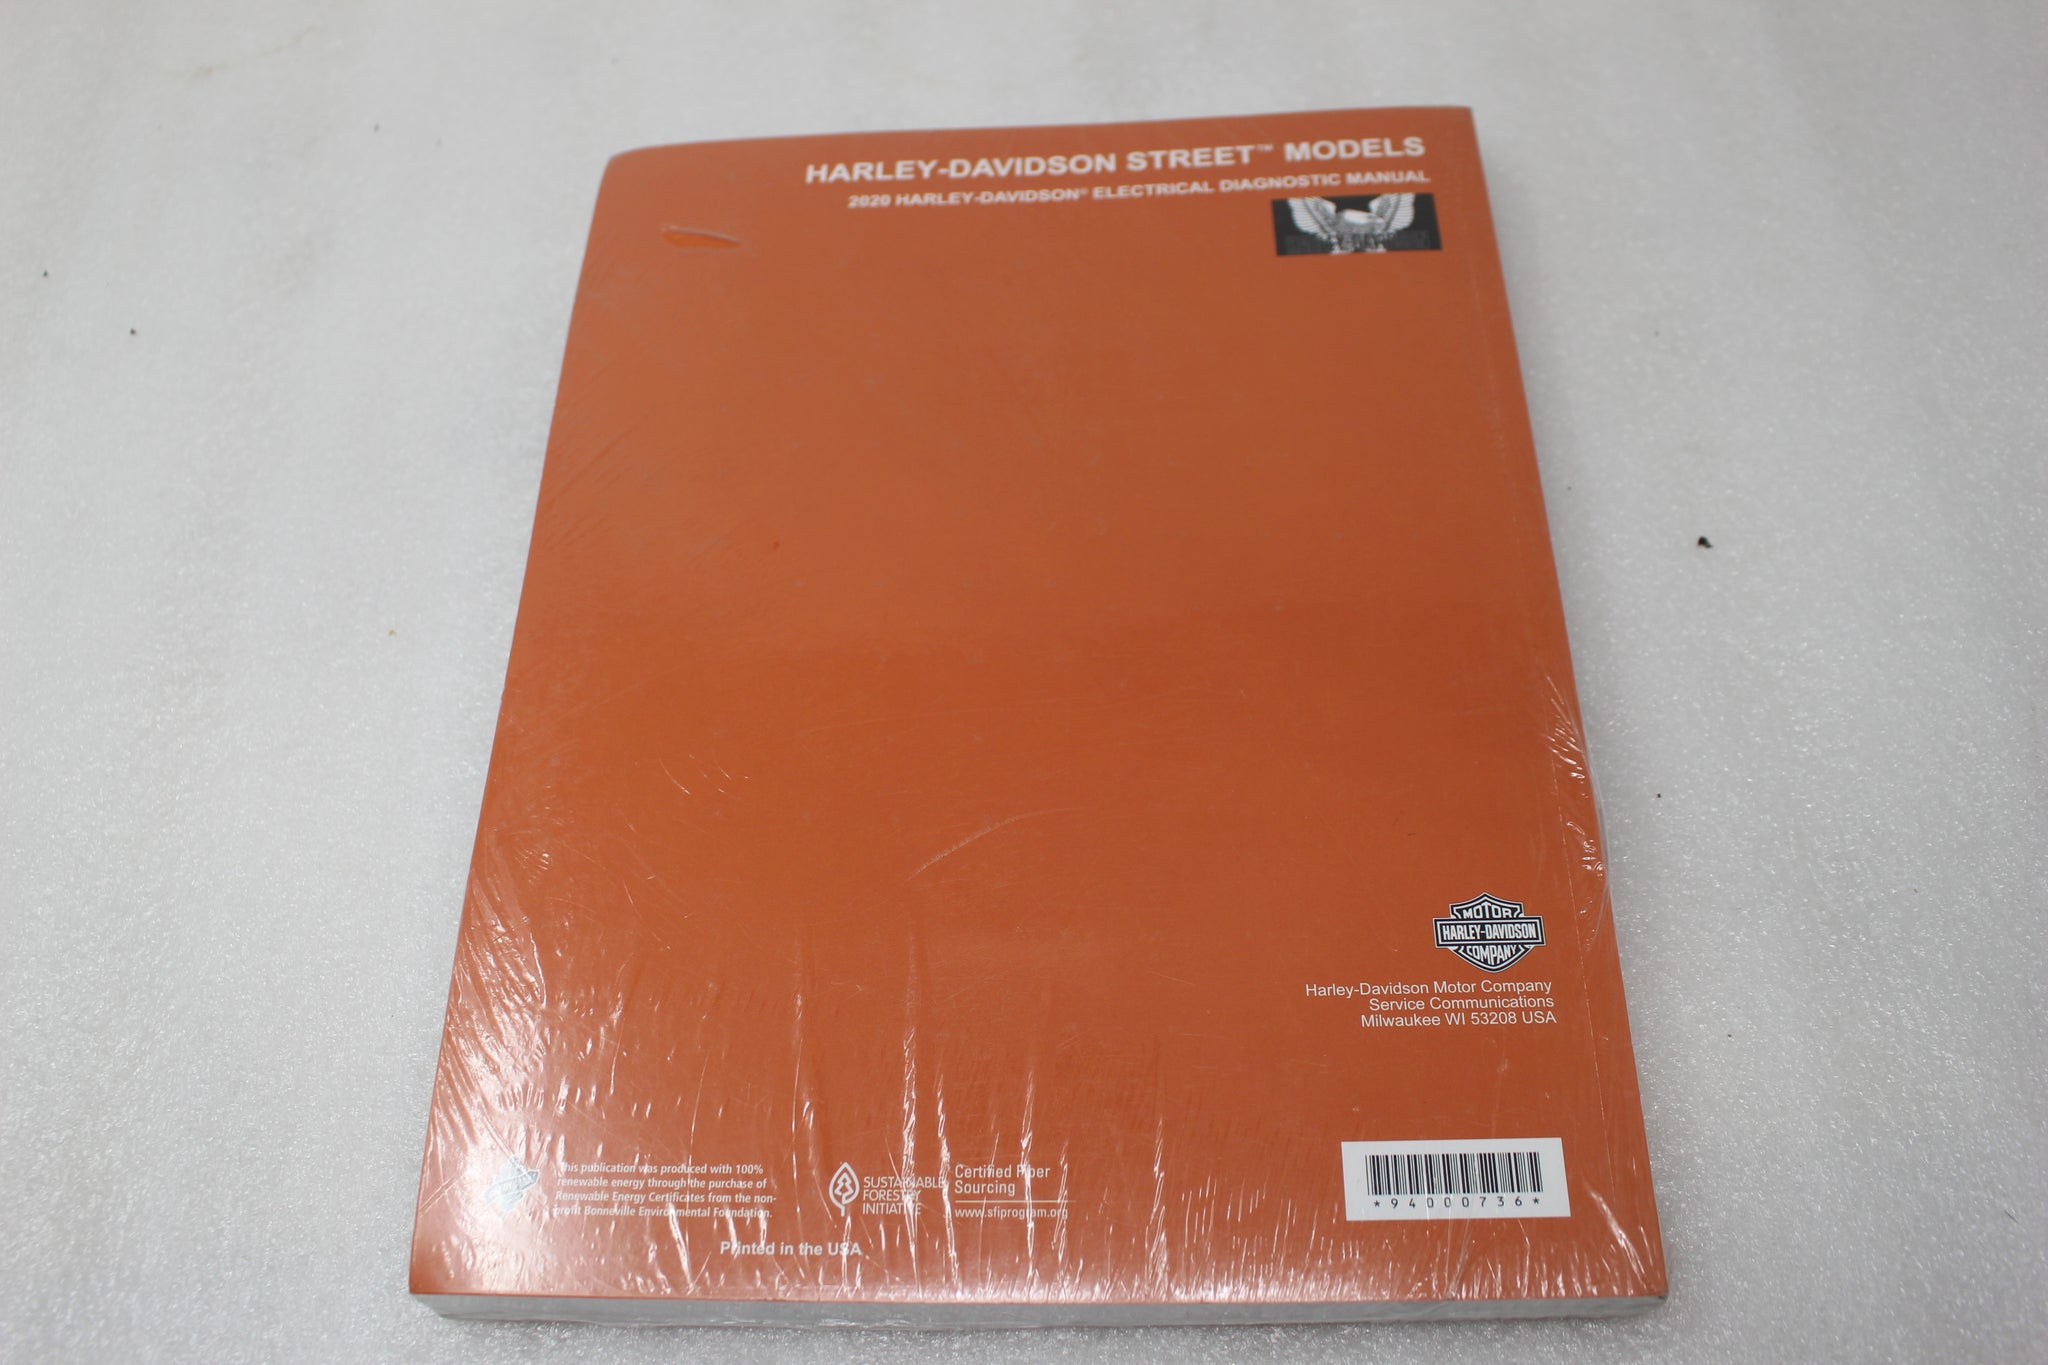 HARLEY-DAVIDSON STREET™ MODELS
2020 HARLEY-DAVIDSON® ELECTRICAL DIAGNOSTIC MANUAL
MOTOR
HARLEY-DAVIDSON
COMPANY
Harley-Davidson Motor Company
Service Communications
Milwaukee WI 53208 USA
This publication was produced with 100%
renewable energy through the purchase of
Renewable Energy Certificates from the non-
profit Bonneville Environmental Foundation.
SUSTAINABLE
FORESTRY
INITIATIVE
Certified Fiber
Sourcing
www.sfiprogram.org
*94000736*
Printed in the USA